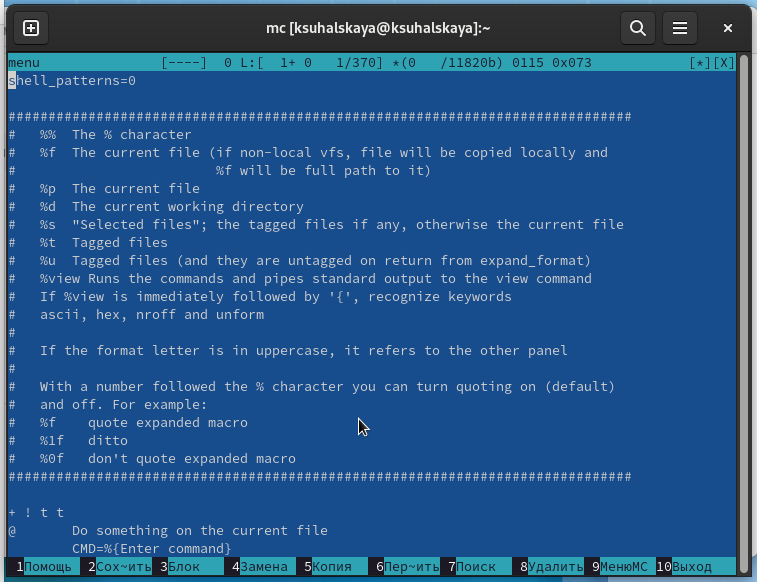 mc [ksuhalskaya@ksuhalskaya]:~
menu [----] 0 L:[ 1+ 0 1/370] *(0 /11820b) 0115 0x073 [*][X]
shell_patterns=0
##############################################################################
# %% The % character
# %f The current file (if non-local vfs, file will be copied locally and
# %f will be full path to it)
# %p The current file
# %d The current working directory
# %s "Selected files"; the tagged files if any, otherwise the current file
# %t Tagged files
# %u Tagged files (and they are untagged on return from expand_format)
# %view Runs the commands and pipes standard output to the view command
# If %view is immediately followed by '{', recognize keywords
# ascii, hex, nroff and unform
#
# If the format letter is in uppercase, it refers to the other panel
#
# With a number followed the % character you can turn quoting on (default)
# and off. For example:
# %f quote expanded macro
# %1f ditto
# %0f don't quote expanded macro
##############################################################################
+ ! t t
@ Do something on the current file
CMD=%{Enter command}
1Помощь 2Сох~ить 3Блок 4Замена 5Копия 6Пер~ить 7Поиск 8Удалить 9МенюMC 10Выход